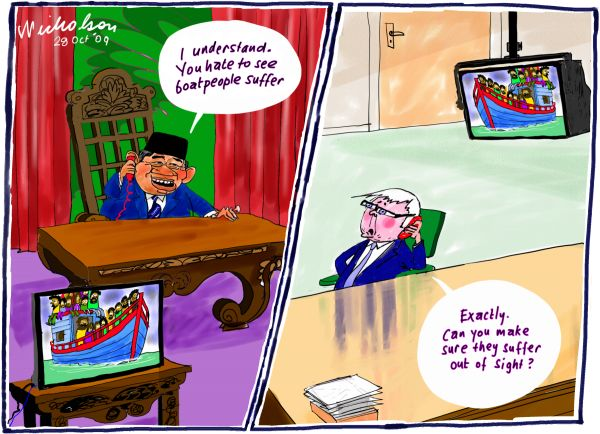 Nicholson
29 Oct '09
I understand.
You hate to see
boatpeople suffer
Exactly.
Can you make
sure they suffer
out of sight?